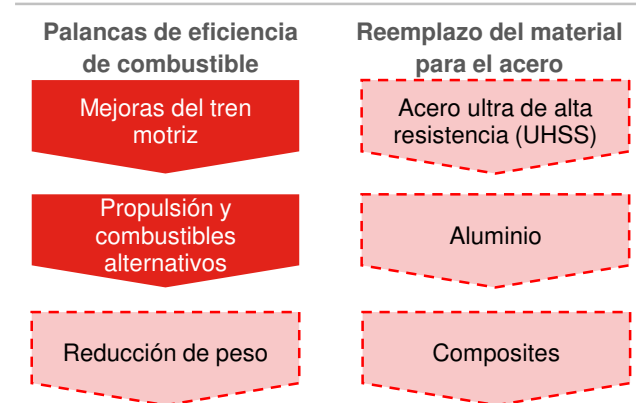 Palancas de eficiencia
de combustible
Mejoras del tren
motriz
Propulsión y
combustibles
alternativos
Reducción de peso
Reemplazo del material
para el acero
Acero ultra de alta
resistencia (UHSS)
Aluminio
Composites